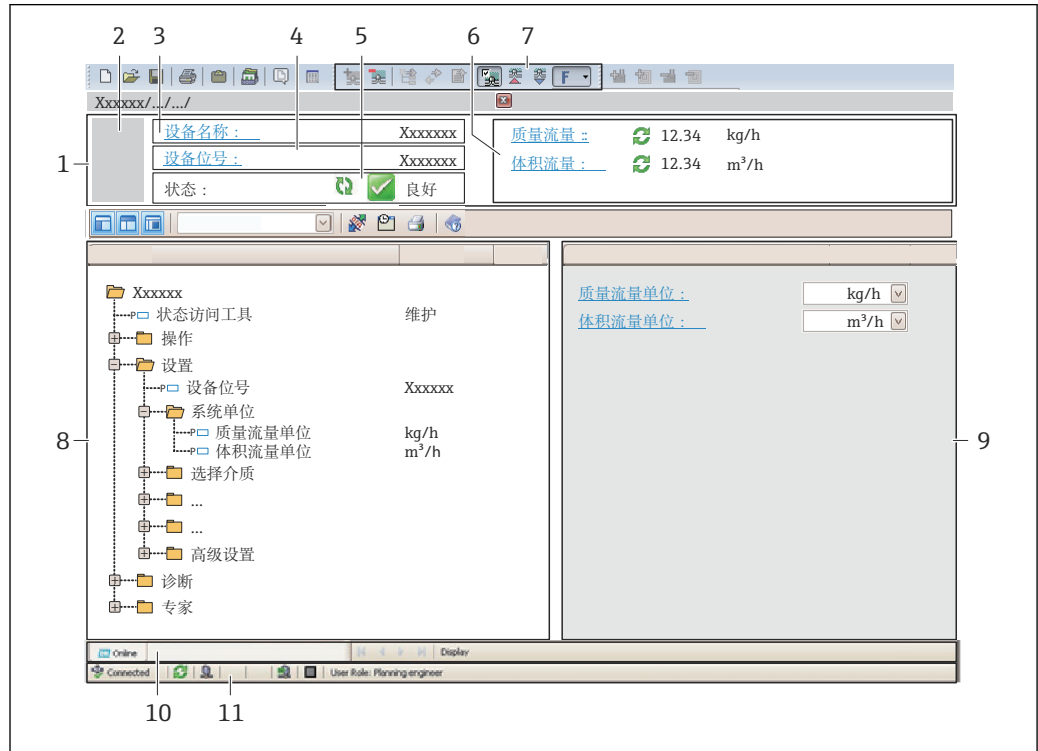 2 3 4 5 6 7
F
Xxxxxx/.../.../
1
设备名称： Xxxxxxx
设备位号： Xxxxxxx
状态： 良好
质量流量：: 12.34 kg/h
体积流量： 12.34 m³/h
Xxxxxx
状态访问工具 维护
操作
设置
设备位号 Xxxxxx
系统单位
质量流量单位 kg/h
体积流量单位 m³/h
选择介质
...
...
高级设置
诊断
专家
8
质量流量单位： kg/h
体积流量单位： m³/h
9
Online Display
Connected User Role: Planning engineer
10 11